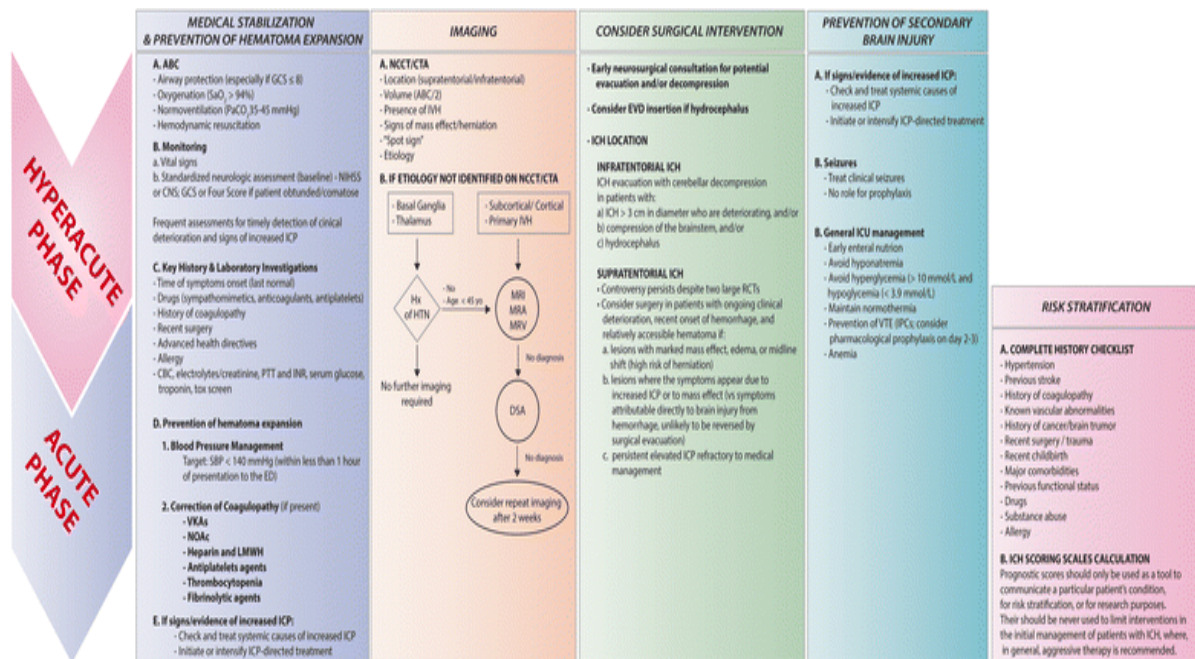 HYPERACUTE
PHASE
ACUTE
PHASE
MEDICAL STABILIZATION
& PREVENTION OF HEMATOMA EXPANSION
A. ABC
- Airway protection (especially if GCS ≤ 8)
- Oxygenation (SaO2 > 94%)
- Normoventilation (PaCO2 35-45 mmHg)
- Hemodynamic resuscitation
B. Monitoring
a. Vital signs
b. Standardized neurologic assessment (baseline) - NIHSS
or CNS; GCS or Four Score if patient obtunded/comatose
Frequent assessments for timely detection of clinical
deterioration and signs of increased ICP
C. Key History & Laboratory Investigations
- Time of symptoms onset (last normal)
- Drugs (sympathomimetics, anticoagulants, antiplatelets)
- History of coagulopathy
- Recent surgery
- Advanced health directives
- Allergy
- CBC, electrolytes/creatinine, PTT and INR, serum glucose,
troponin, tox screen
D. Prevention of hematoma expansion
1. Blood Pressure Management
Target: SBP < 140 mmHg (within less than 1 hour
of presentation to the ED)
2. Correction of Coagulopathy (if present)
- VKAs
- NOAc
- Heparin and LMWH
- Antiplatelets agents
- Thrombocytopenia
- Fibrinolytic agents
E. If signs/evidence of increased ICP:
- Check and treat systemic causes of increased ICP
- Initiate or intensify ICP-directed treatment
IMAGING
A. NCCT/CTA
- Location (supratentorial/infratentorial)
- Volume (ABC/2)
- Presence of IVH
- Signs of mass effect/herniation
- "Spot sign"
- Etiology
B. IF ETIOLOGY NOT IDENTIFIED ON NCCT/CTA
- Basal Ganglia
- Thalamus
- Subcortical/ Cortical
- Primary IVH
Hx
of HTN
- No
- Age < 45 yo
MRI
MRA
MRV
No further imaging
required
No diagnosis
DSA
No diagnosis
Consider repeat imaging
after 2 weeks
CONSIDER SURGICAL INTERVENTION
- Early neurosurgical consultation for potential
evacuation and/or decompression
- Consider EVD insertion if hydrocephalus
- ICH LOCATION
INFRATENTORIAL ICH
ICH evacuation with cerebellar decompression
in patients with:
a) ICH > 3 cm in diameter who are deteriorating, and/or
b) compression of the brainstem, and/or
c) hydrocephalus
SUPRATENTORIAL ICH
- Controversy persists despite two large RCTs
- Consider surgery in patients with ongoing clinical
deterioration, recent onset of hemorrhage, and
relatively accessible hematoma if:
a. lesions with marked mass effect, edema, or midline
shift (high risk of herniation)
b. lesions where the symptoms appear due to
increased ICP or to mass effect (vs symptoms
attributable directly to brain injury from
hemorrhage, unlikely to be reversed by
surgical evacuation)
c. persistent elevated ICP refractory to medical
management
PREVENTION OF SECONDARY
BRAIN INJURY
A. If signs/evidence of increased ICP:
- Check and treat systemic causes of
increased ICP
- Initiate or intensify ICP-directed treatment
B. Seizures
- Treat clinical seizures
- No role for prophylaxis
B. General ICU management
- Early enteral nutrion
- Avoid hyponatremia
- Avoid hyperglycemia (> 10 mmol/L and
hypoglycemia (< 3.9 mmol/L)
- Maintain normothermia
- Prevention of VTE (IPCs; consider
pharmacological prophylaxis on day 2-3)
- Anemia
RISK STRATIFICATION
A. COMPLETE HISTORY CHECKLIST
- Hypertension
- Previous stroke
- History of coagulopathy
- Known vascular abnormalities
- History of cancer/brain trumor
- Recent surgery / trauma
- Recent childbirth
- Major comorbidities
- Previous functional status
- Drugs
- Substance abuse
- Allergy
B. ICH SCORING SCALES CALCULATION
Prognostic scores should only be used as a tool to
communicate a particular patient's condition,
for risk stratification, or for research purposes.
Their should be never used to limit interventions in
the initial management of patients with ICH, where,
in general, aggressive therapy is recommended.